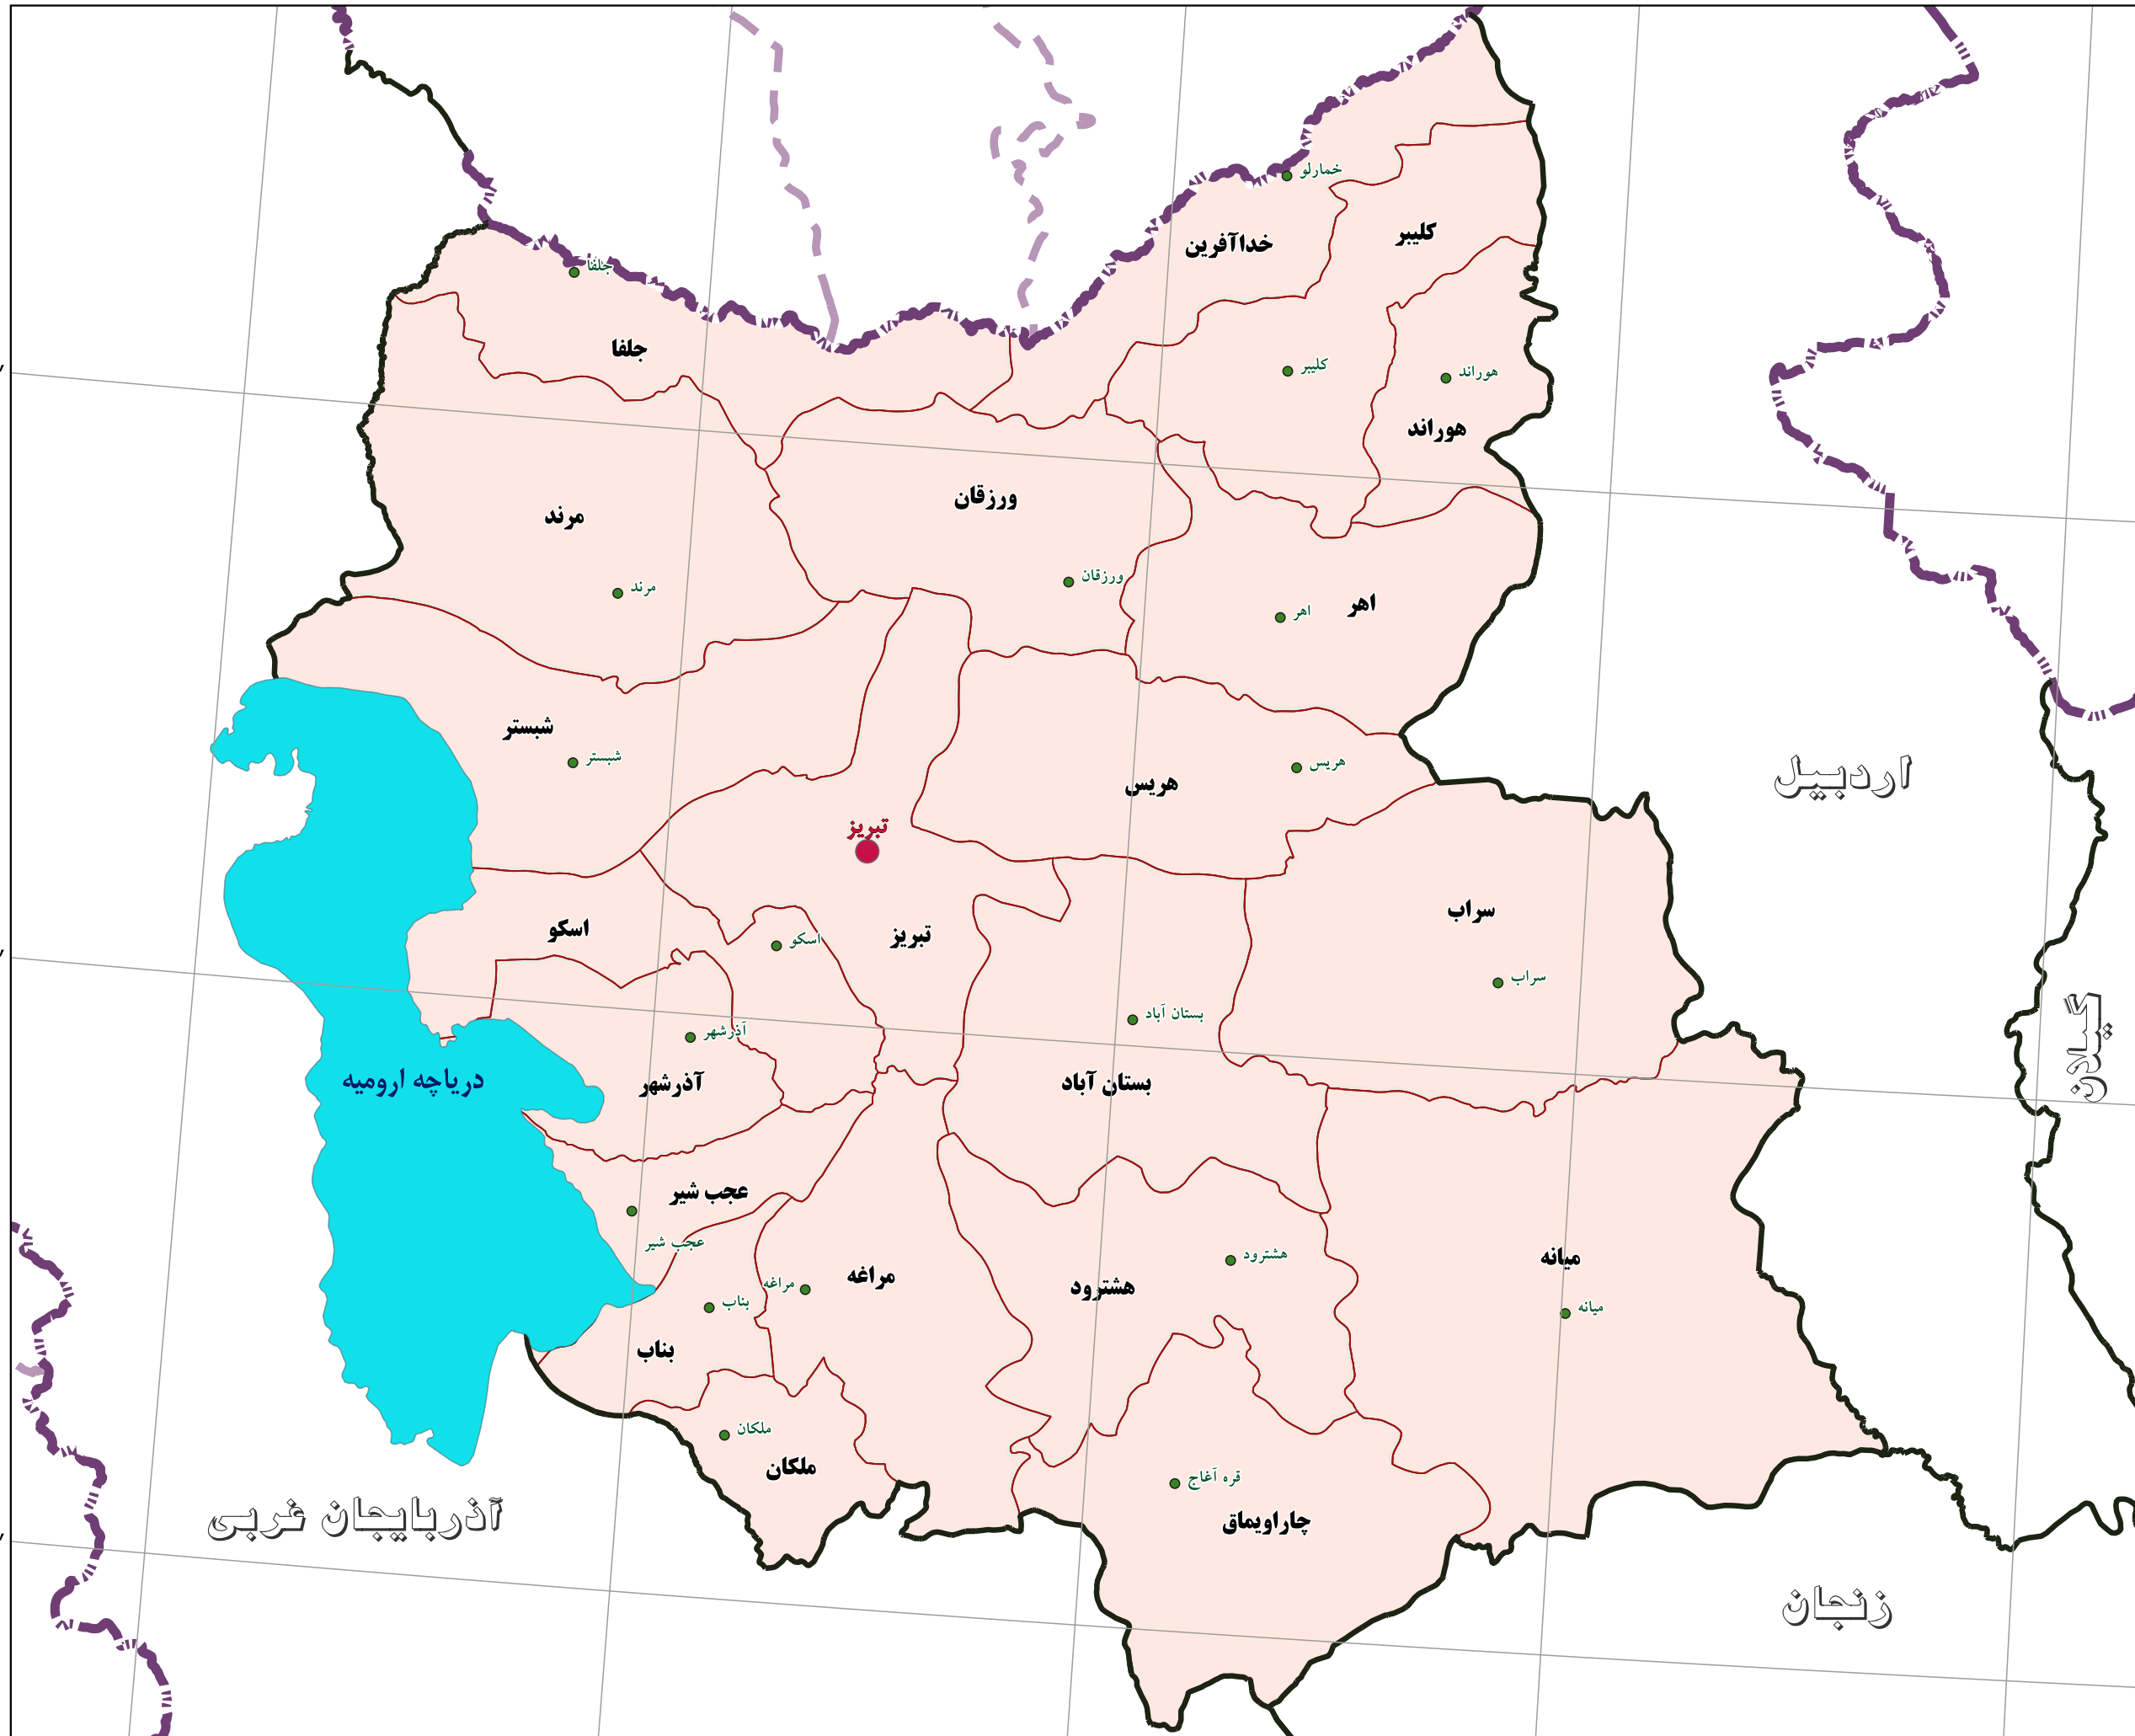 خمارلو
کلیبر
خداآفرین
جلفا
جلفا
کلیبر
هوراند
هوراند
ورزقان
مرند
ورزقان
مرند
اهر
اهر
شبستر
شبستر
هریس
هریس
اردبیل
تبریز
سراب
اسکو
تبریز
اسکو
سراب
بستان آباد
آذرشهر
گیلان
دریاچه ارومیه
آذرشهر
بستان آباد
عجب شیر
عجب شیر
هشترود
میانه
مراغه
مراغه
هشترود
بناب
میانه
بناب
ملکان
ملکان
قره آغاج
آذربایجان غربی
چاراویماق
زنجان